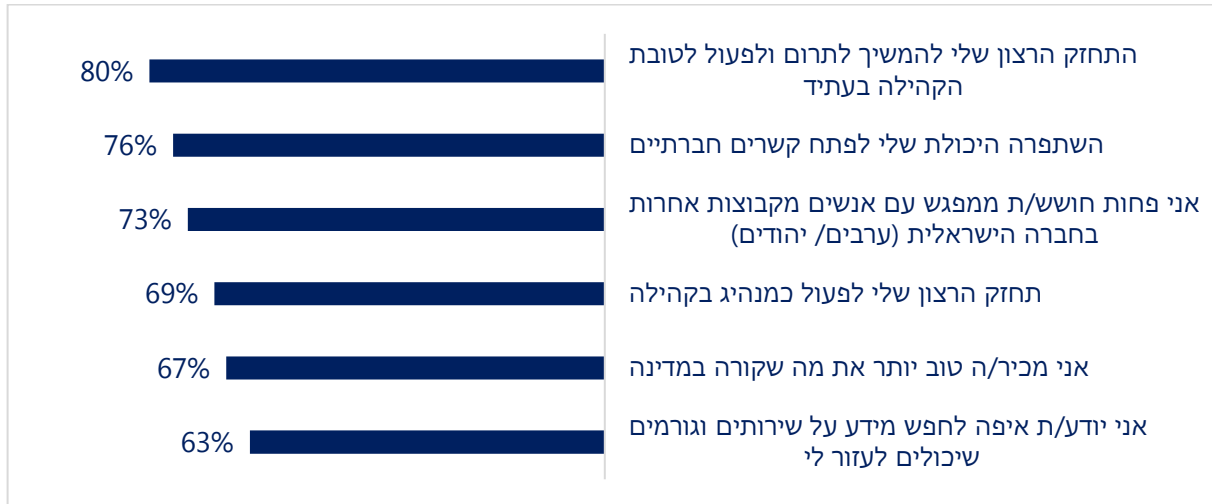 התחזק הרצון שלי להמשיך לתרום ולפעול לטובת
הקהילה בעתיד
80%
השתפרה היכולת שלי לפתח קשרים חברתיים
76%
אני פחות חושש/ת ממפגש עם אנשים מקבוצות אחרות
בחברה הישראלית (ערבים/ יהודים)
73%
תחזק הרצון שלי לפעול כמנהיג בקהילה
69%
אני מכיר/ה טוב יותר את מה שקורה במדינה
67%
אני יודע/ת איפה לחפש מידע על שירותים וגורמים
שיכולים לעזור לי
63%